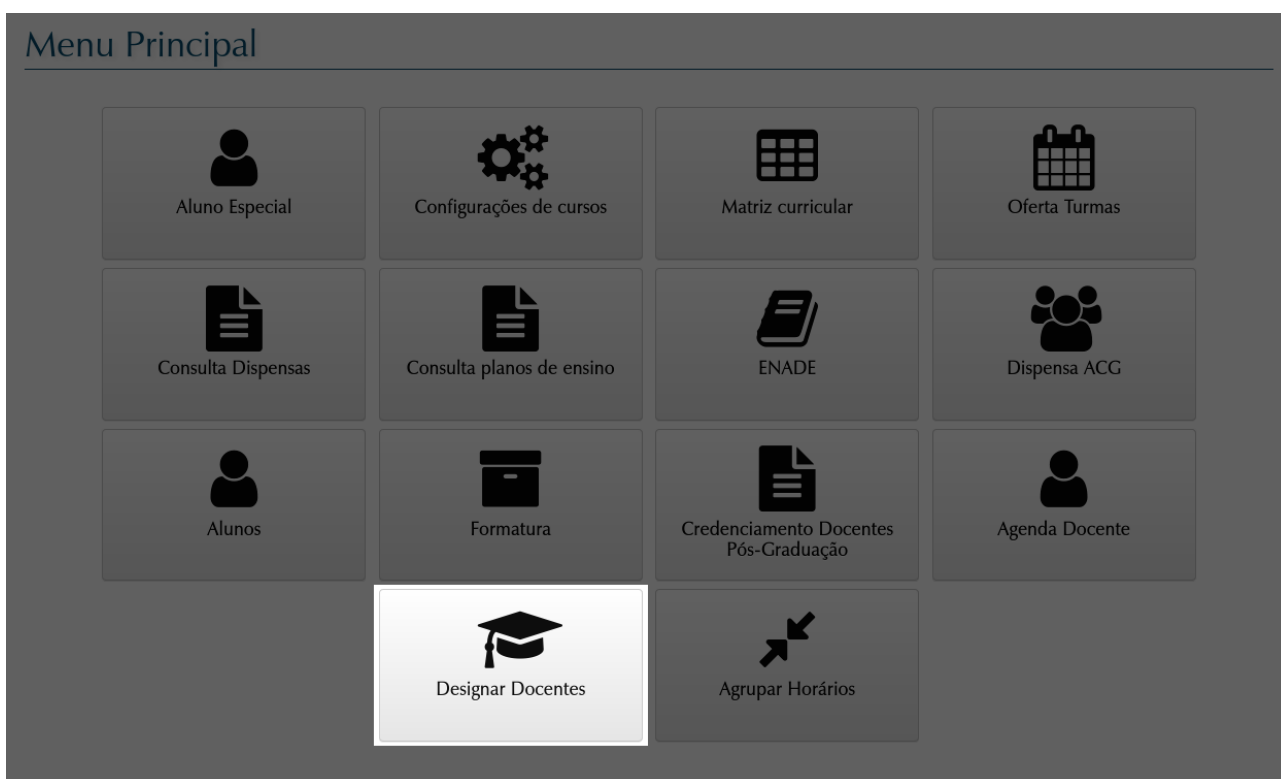 Menu Principal
Aluno Especial
Configurações de cursos
Matriz curricular
Oferta Turmas
Consulta Dispensas
Consulta planos de ensino
ENADE
Dispensa ACG
Alunos
Formatura
Credenciamento Docentes
Pós-Graduação
Agenda Docente
Designar Docentes
Agrupar Horários